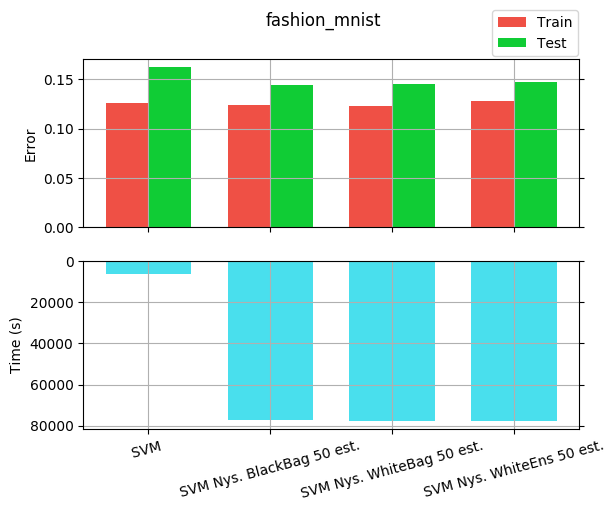 fashion_mnist
Train
Test
0.15
0.10
0.05
0.00
Error
0
20000
40000
60000
80000
Time (s)
SVM
SVM Nys. BlackBag 50 est.
SVM Nys. WhiteBag 50 est.
SVM Nys. WhiteEns 50 est.